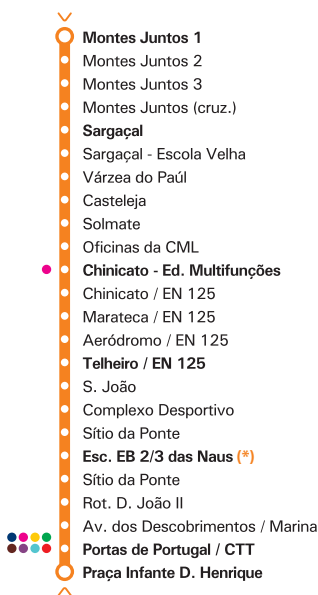 Montes Juntos 1
Montes Juntos 2
Montes Juntos 3
Montes Juntos (cruz.)
Sargaçal
Sargaçal - Escola Velha
Várzea do Paúl
Casteleja
Solmate
Oficinas da CML
Chinicato - Ed. Multifunções
Chinicato / EN 125
Marateca / EN 125
Aeródromo / EN 125
Telheiro / EN 125
S. João
Complexo Desportivo
Sítio da Ponte
Esc. EB 2/3 das Naus (*)
Sítio da Ponte
Rot. D. João II
Av. dos Descobrimentos / Marina
Portas de Portugal / CTT
Praça Infante D. Henrique